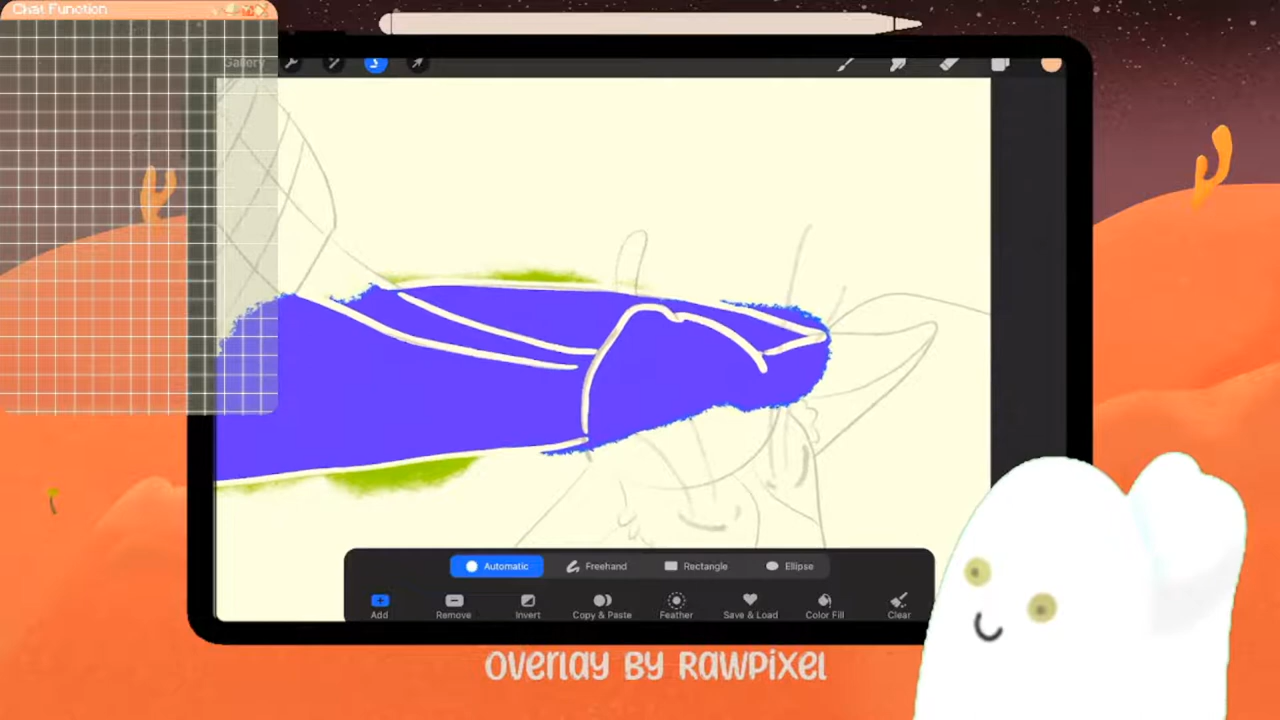 Chat Function
Gallery
Automatic
Freehand
Rectangle
Ellipse
Add
Remove
Invert
Copy & Paste
Feather
Save & Load
Color Fill
Clear
Overlay by Rawpixel